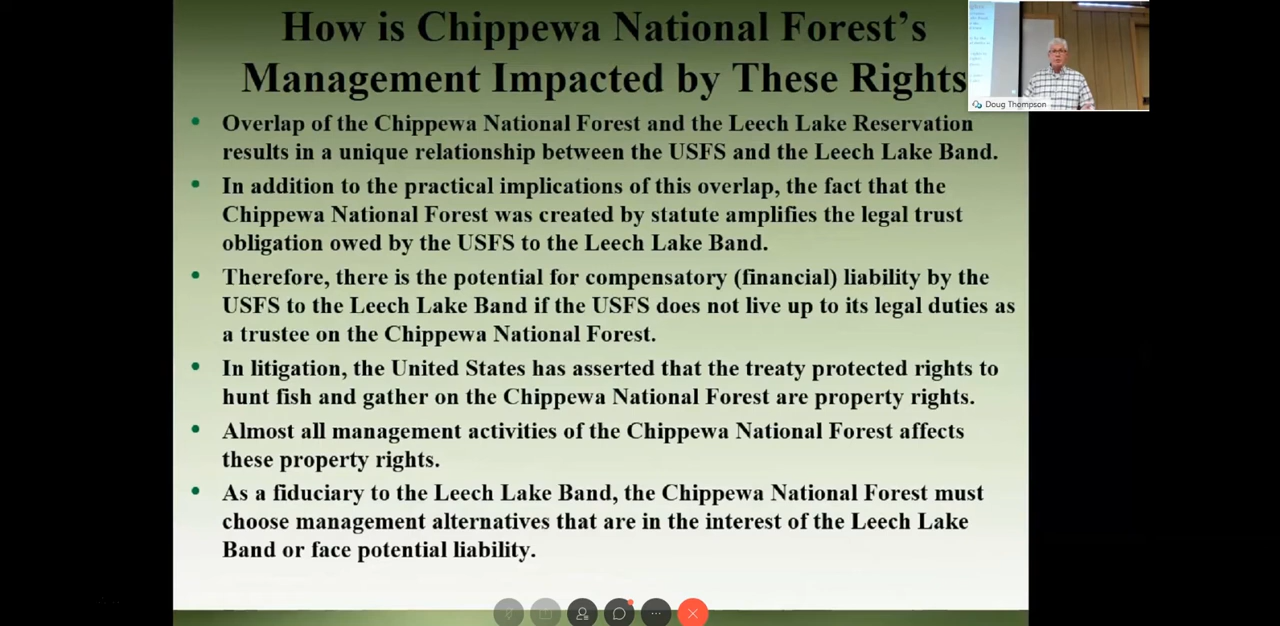 How is Chippewa National Forest's
Management Impacted by These Rights
Doug Thompson
• Overlap of the Chippewa National Forest and the Leech Lake Reservation
results in a unique relationship between the USFS and the Leech Lake Band.
• In addition to the practical implications of this overlap, the fact that the
Chippewa National Forest was created by statute amplifies the legal trust
obligation owed by the USFS to the Leech Lake Band.
• Therefore, there is the potential for compensatory (financial) liability by the
USFS to the Leech Lake Band if the USFS does not live up to its legal duties as
a trustee on the Chippewa National Forest.
• In litigation, the United States has asserted that the treaty protected rights to
hunt fish and gather on the Chippewa National Forest are property rights.
• Almost all management activities of the Chippewa National Forest affects
these property rights.
• As a fiduciary to the Leech Lake Band, the Chippewa National Forest must
choose management alternatives that are in the interest of the Leech Lake
Band or face potential liability.